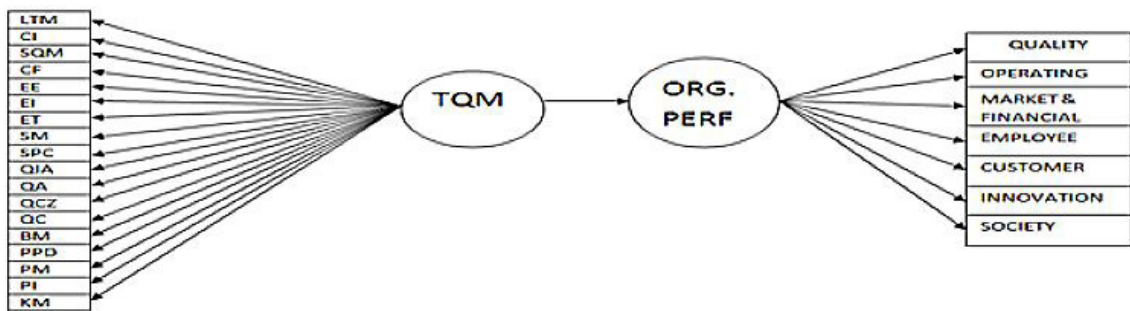 LTM
CI
SQM
CF
EE
EI
ET
SM
SPC
QIA
QA
QCZ
QC
BM
PPD
PM
PI
KM
TQM
ORG.
PERF
QUALITY
OPERATING
MARKET &
FINANCIAL
EMPLOYEE
CUSTOMER
INNOVATION
SOCIETY